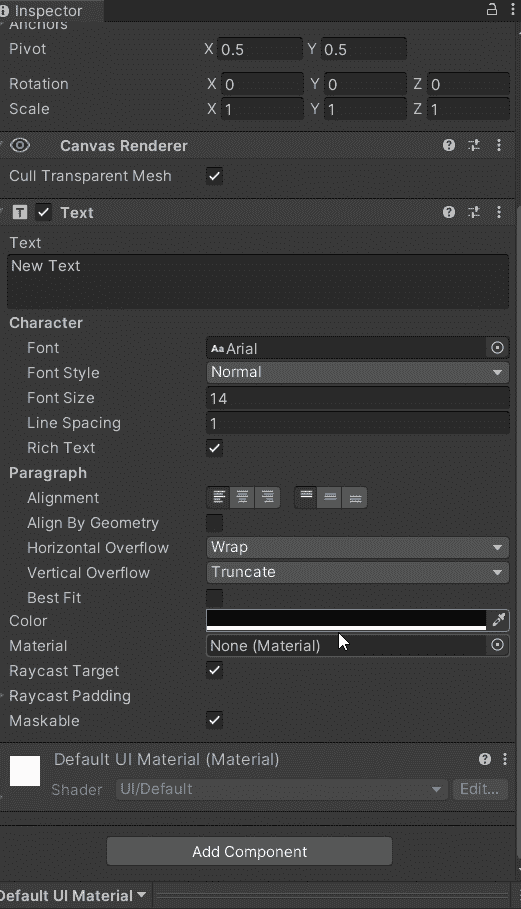 Inspector
Anchors
Pivot X 0.5 Y 0.5
Rotation X 0 Y 0 Z 0
Scale X 1 Y 1 Z 1
Canvas Renderer
Cull Transparent Mesh
T Text
Text
New Text
Character
Font Aa Arial
Font Style Normal
Font Size 14
Line Spacing 1
Rich Text
Paragraph
Alignment
Align By Geometry
Horizontal Overflow Wrap
Vertical Overflow Truncate
Best Fit
Color
Material None (Material)
Raycast Target
Raycast Padding
Maskable
Default UI Material (Material)
Shader UI/Default Edit...
Add Component
Default UI Material